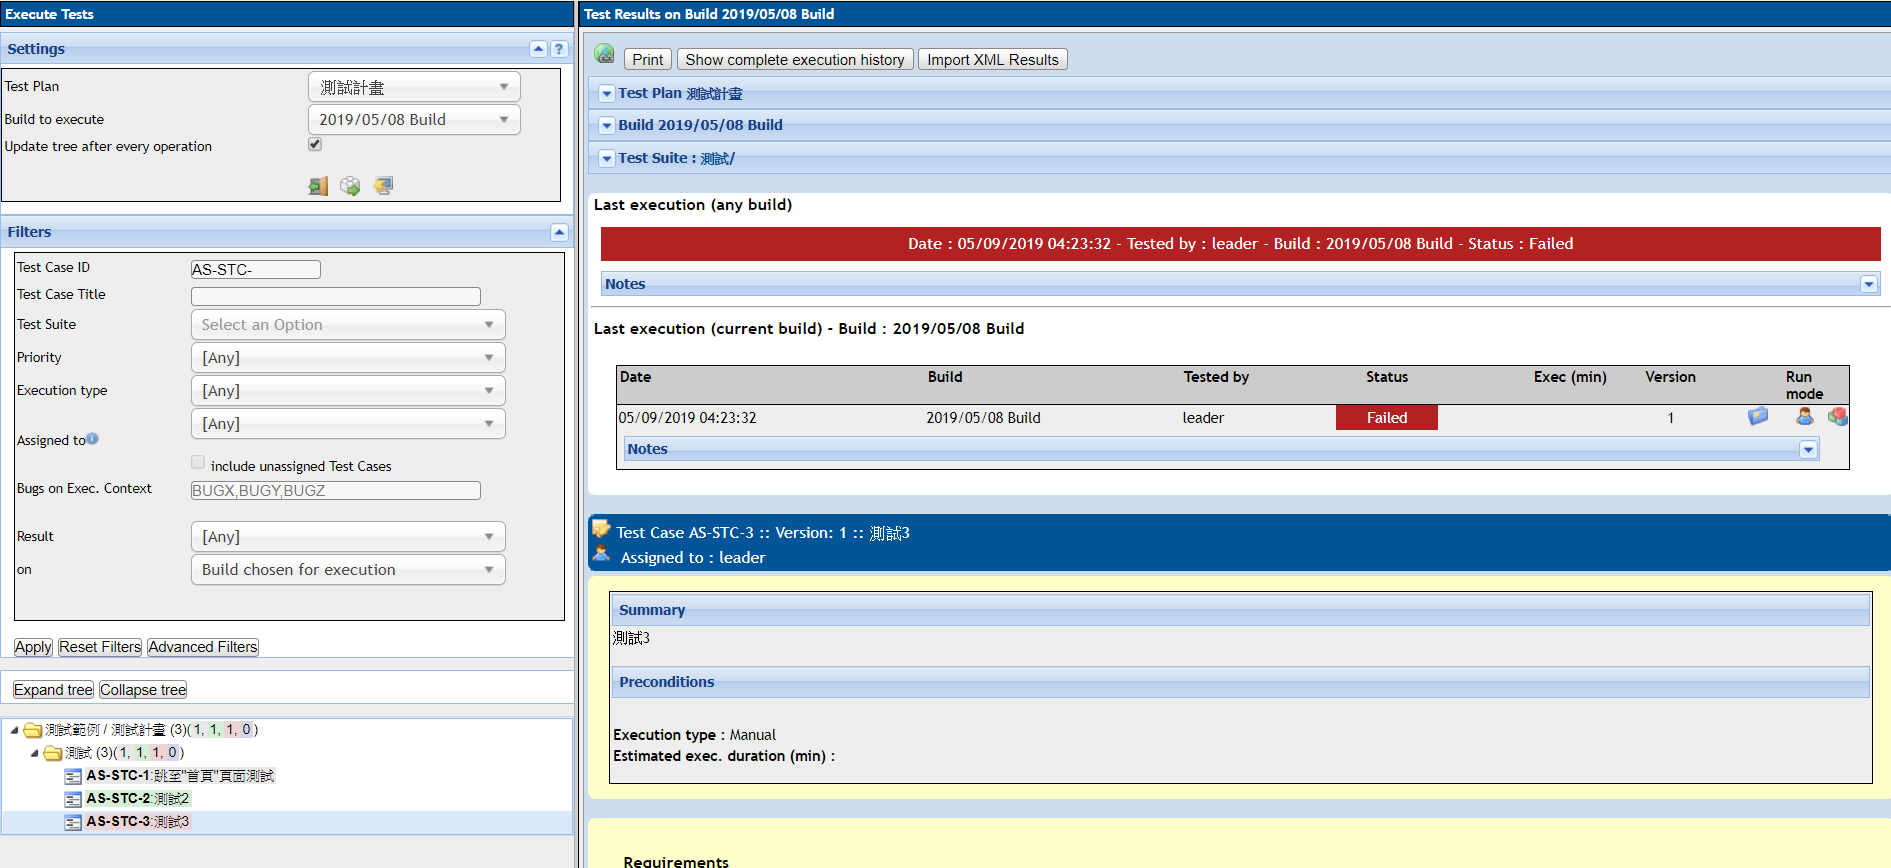 Execute Tests
Settings
?
Test Plan
測試計畫
Build to execute
2019/05/08 Build
Update tree after every operation
Filters
Test Case ID
AS-STC-
Test Case Title
Test Suite
Select an Option
Priority
[Any]
Execution type
[Any]
[Any]
Assigned to
include unassigned Test Cases
Bugs on Exec. Context
BUGX,BUGY,BUGZ
Result
[Any]
on
Build chosen for execution
Apply Reset Filters Advanced Filters
Expand tree Collapse tree
測試範例 / 測試計畫 (3)(1, 1, 1, 0)
測試 (3)(1, 1, 1, 0)
AS-STC-1:跳至"首頁"頁面測試
AS-STC-2:測試2
AS-STC-3:測試3
Test Results on Build 2019/05/08 Build
Print Show complete execution history Import XML Results
Test Plan 測試計畫
Build 2019/05/08 Build
Test Suite : 測試/
Last execution (any build)
Date : 05/09/2019 04:23:32 - Tested by : leader - Build : 2019/05/08 Build - Status : Failed
Notes
Last execution (current build) - Build : 2019/05/08 Build
Date Build Tested by Status Exec (min) Version Run mode
05/09/2019 04:23:32 2019/05/08 Build leader Failed 1
Notes
Test Case AS-STC-3 :: Version: 1 :: 測試3
Assigned to : leader
Summary
測試3
Preconditions
Execution type : Manual
Estimated exec. duration (min) :
Requirements